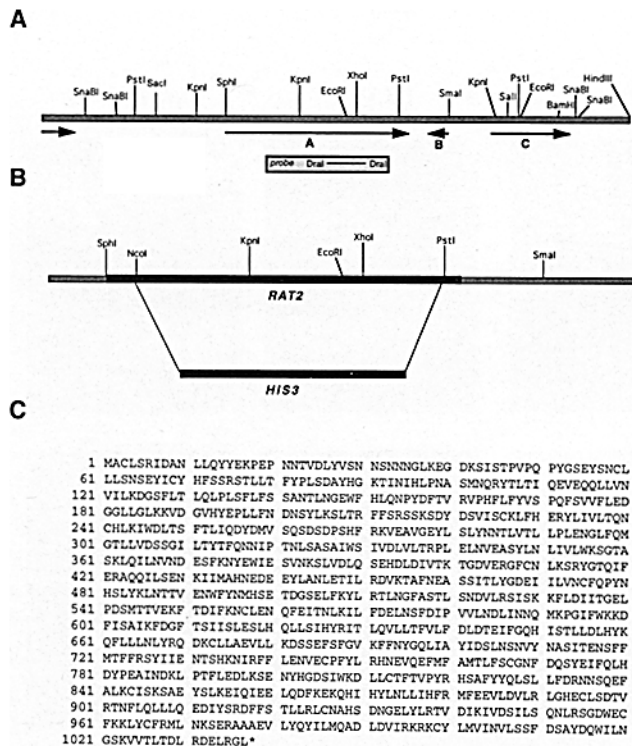 A
SnaBI SnaBI PstI SacI KpnI SphI KpnI EcoRI XhoI PstI SmaI KpnI SalI PstI EcoRI BamHI SnaBI SnaBI HindIII
A B C
probe DraI DraI
B
SphI NcoI KpnI EcoRI XhoI PstI SmaI
RAT2
HIS3
C
1 MACLSRIDAN LLQYYEKPEP NNTVDLYVSN NSNNNGLKEG DKSISTPVPQ PYGSEYSNCL
61 LLSNSEYICY HFSSRSTLLT FYPLSDAYHG KTINIHLPNA SMNQRYTLTI QEVEQQLLVN
121 VILKDGSFLT LQLPLSFLFS SANTLNGEWF HLQNPYDFTV RVPHFLFYVS PQFSVVFLED
181 GGLLGLKKVD GVHYEPLLFN DNSYLKSLTR FFSRSSKSDY DSVISCKLFH ERYLIVLTQN
241 CHLKIWDLTS FTLIQDYDMV SQSDSDPSHF RKVEAVGEYL SLYNNTLVTL LPLENGLFQM
301 GTLLVDSSGI LTYTFQNNIP TNLSASAIWS IVDLVLTRPL ELNVEASYLN LIVLWKSGTA
361 SKLQILNVND ESFKNYEWIE SVNKSLVDLQ SEHDLDIVTK TGDVERGFCN LKSRYGTQIF
421 ERAQQILSEN KIIMAHNEDE EYLANLETIL RDVKTAFNEA SSITLYGDEI ILVNCFQPYN
481 HSLYKLNTTV ENWFYNMHSE TDGSELFKYL RTLNGFASTL SNDVLRSISK KFLDIITGEL
541 PDSMTTVEKF TDIFKNCLEN QFEITNLKIL FDELNSFDIP VVLNDLINNQ MKPGIFWKKD
601 FISAIKFDGF TSIISLESLH QLLSIHYRIT LQVLLTFVLF DLDTEIFGQH ISTLLDLHYK
661 QFLLLNLYRQ DKCLLAEVLL KDSSEFSFGV KFFNYGQLIA YIDSLNSNVY NASITENSFF
721 MTFFRSYIIE NTSHKNIRFF LENVECPFYL RHNEVQEFMF AMTLFSCGNF DQSYEIFQLH
781 DYPEAINDKL PTFLEDLKSE NYHGDSIWKD LLCTFTVPYR HSAFYYQLSL LFDRNNSQEF
841 ALKCISKSAE YSLKEIQIEE LQDFKEKQHI HYLNLLIHFR MFEEVLDVLR LGHECLSDTV
901 RTNFLQLLLQ EDIYSRDFFS TLLRLCNAHS DNGELYLRTV DIKIVDSILS QNLRSGDWEC
961 FKKLYCFRML NKSERAAAEV LYQYILMQAD LDVIRKRKCY LMVINVLSSF DSAYDQWILN
1021 GSKVVTLTDL RDELRGL*